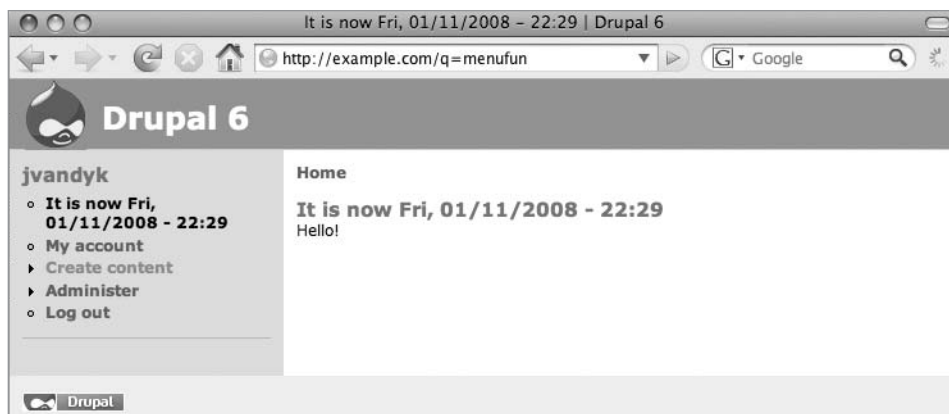 It is now Fri, 01/11/2008 – 22:29 | Drupal 6
http://example.com/q=menufun
G Google
Drupal 6
jvandyk
It is now Fri,
01/11/2008 - 22:29
My account
Create content
Administer
Log out
Home
It is now Fri, 01/11/2008 - 22:29
Hello!
Drupal